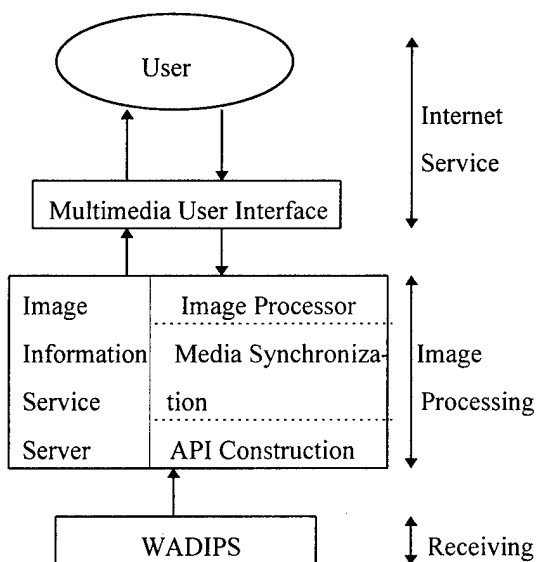 User
Internet
Service
Multimedia User Interface
Image
Information
Service
Server
Image Processor
Media Synchroniza-
tion
API Construction
Image
Processing
WADIPS
Receiving